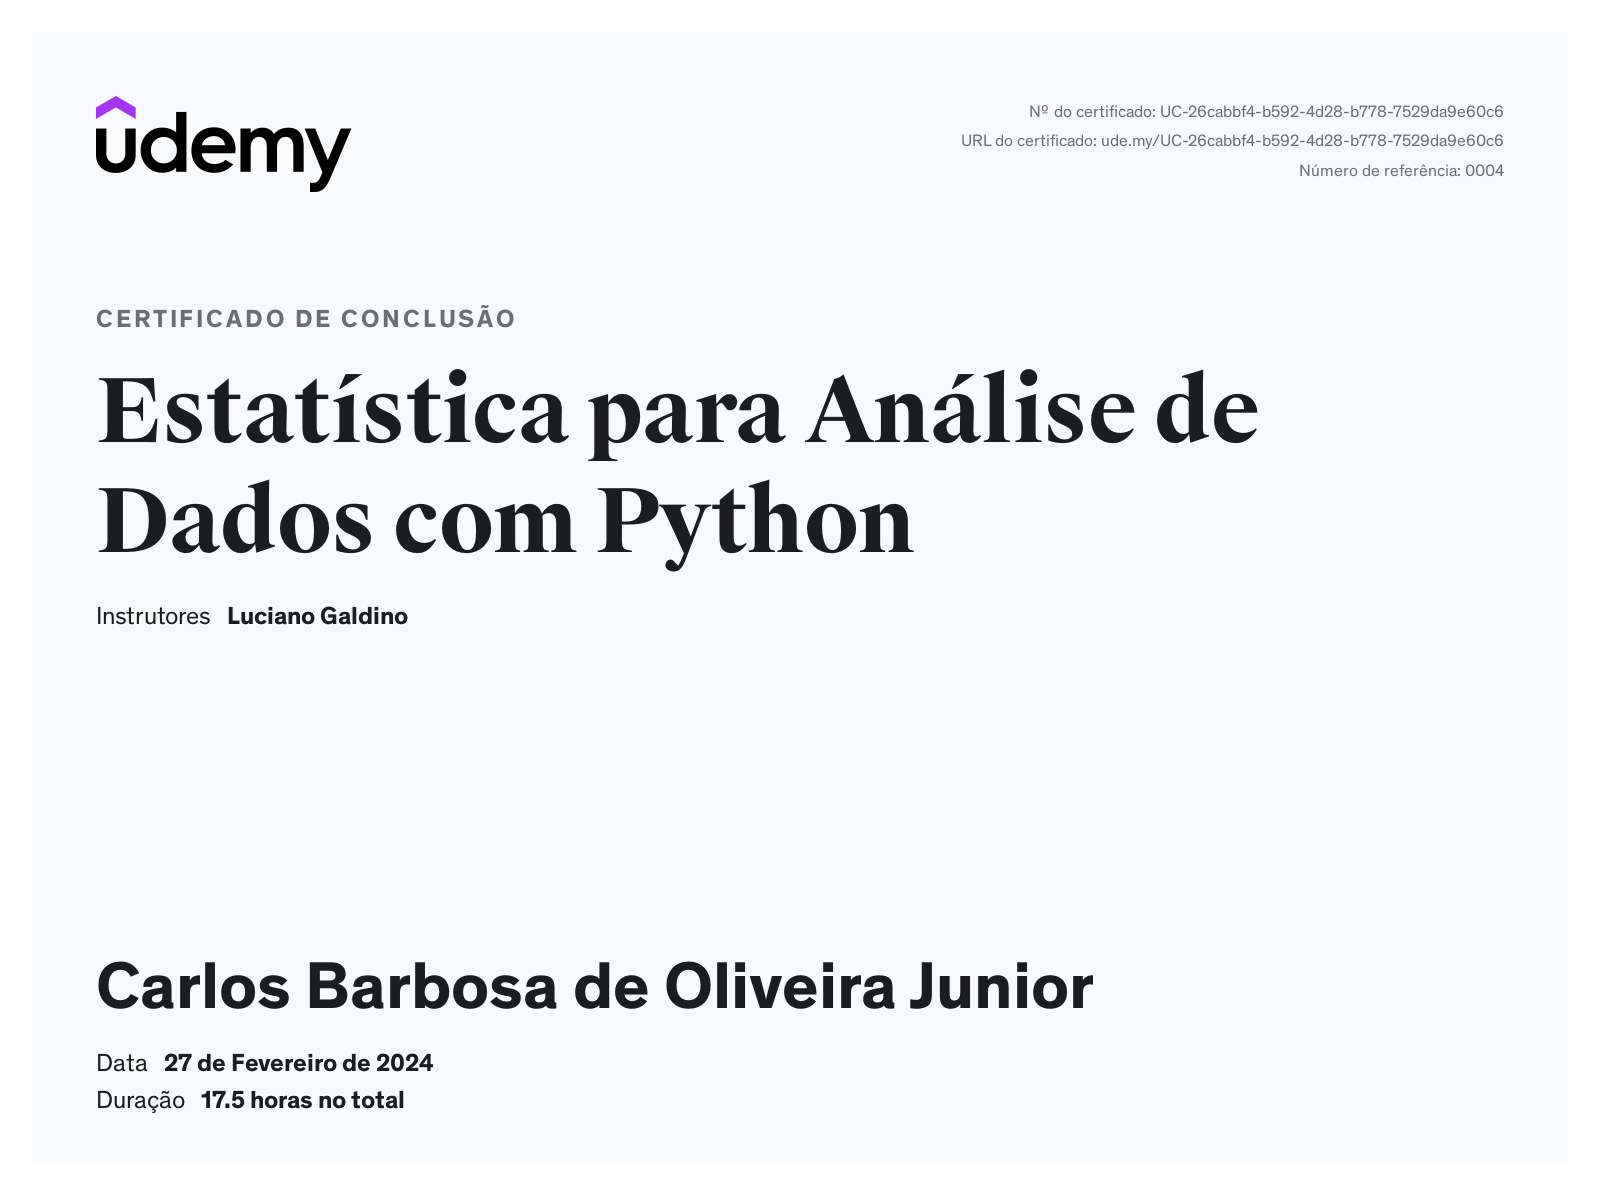 udemy
Nº do certificado: UC-26cabbf4-b592-4d28-b778-7529da9e60c6
URL do certificado: ude.my/UC-26cabbf4-b592-4d28-b778-7529da9e60c6
Número de referência: 0004
CERTIFICADO DE CONCLUSÃO
Estatística para Análise de
Dados com Python
Instrutores Luciano Galdino
Carlos Barbosa de Oliveira Junior
Data 27 de Fevereiro de 2024
Duração 17.5 horas no total